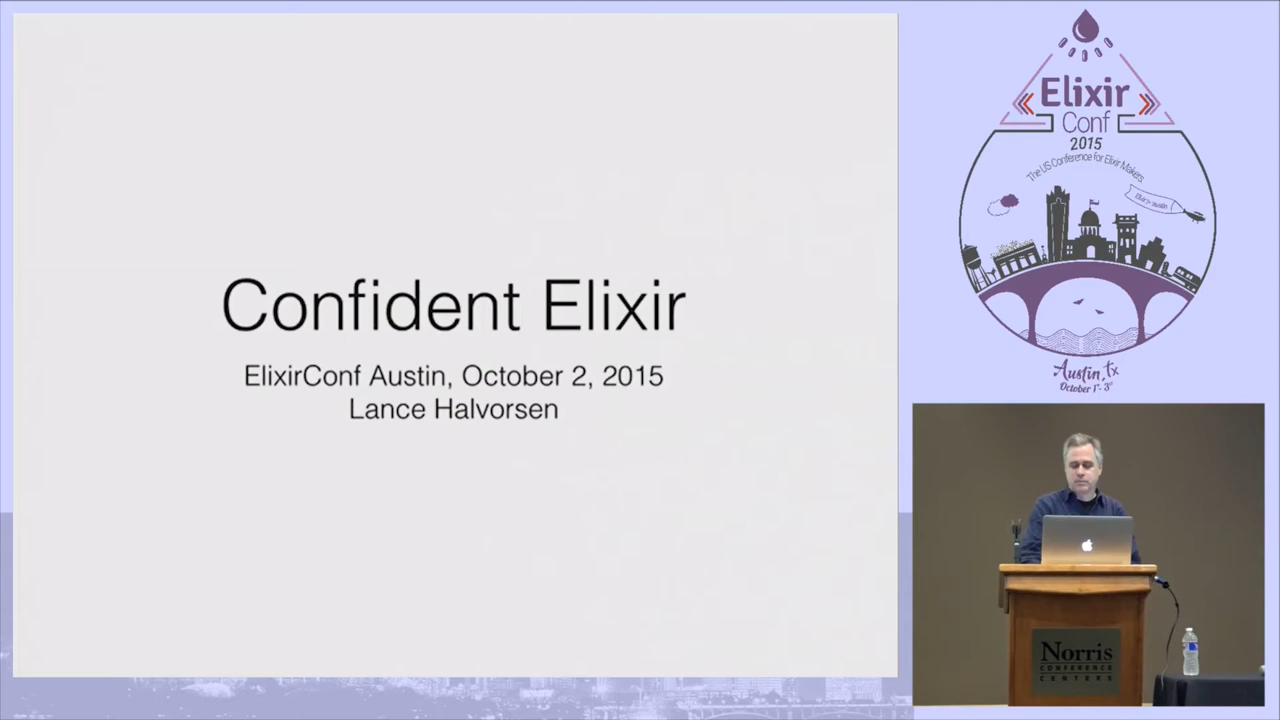 Confident Elixir
ElixirConf Austin, October 2, 2015
Lance Halvorsen
Elixir
Conf
2015
The US Conference for Elixir Makers
Austin, Tx
October 1st - 3rd
Norris
CONFERENCE
CENTERS